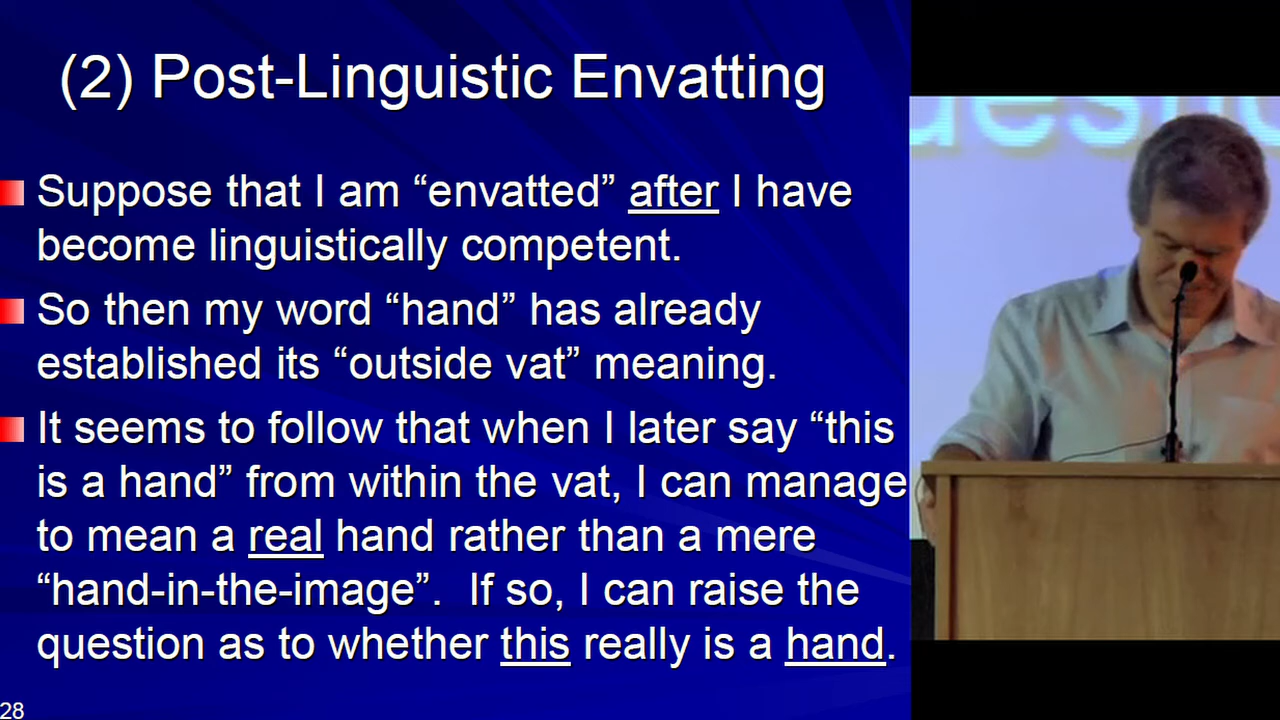 (2) Post-Linguistic Envatting
Suppose that I am “envatted” after I have
become linguistically competent.
So then my word “hand” has already
established its “outside vat” meaning.
It seems to follow that when I later say “this
is a hand” from within the vat, I can manage
to mean a real hand rather than a mere
“hand-in-the-image”.  If so, I can raise the
question as to whether this really is a hand.
28